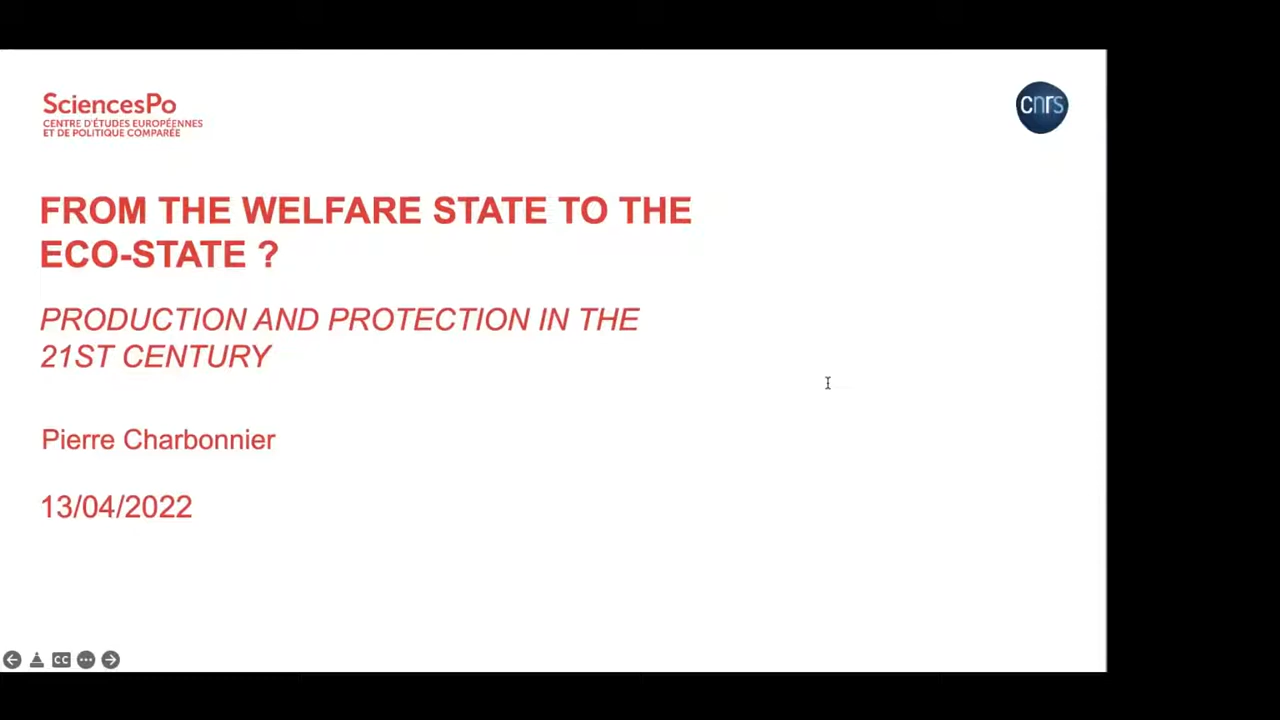 SciencesPo
CENTRE D'ÉTUDES EUROPÉENNES
ET DE POLITIQUE COMPARÉE
cnrs
FROM THE WELFARE STATE TO THE
ECO-STATE ?
PRODUCTION AND PROTECTION IN THE
21ST CENTURY
Pierre Charbonnier
13/04/2022
CC